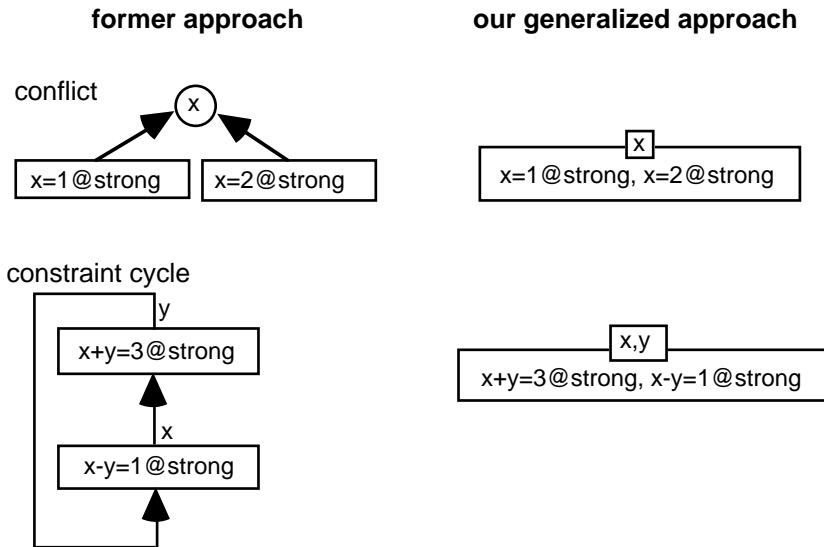 former approach
our generalized approach
conflict
x
x=1@strong
x=2@strong
x
x=1@strong, x=2@strong
constraint cycle
y
x+y=3@strong
x
x-y=1@strong
x,y
x+y=3@strong, x-y=1@strong